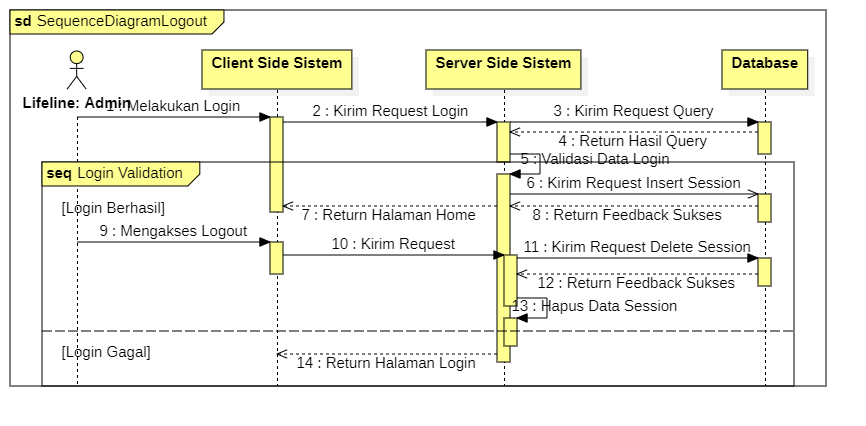 sd SequenceDiagramLogout
Client Side Sistem
Server Side Sistem
Database
Lifeline: Admin
1 : Melakukan Login
2 : Kirim Request Login
3 : Kirim Request Query
4 : Return Hasil Query
5 : Validasi Data Login
seq Login Validation
6 : Kirim Request Insert Session
[Login Berhasil]
7 : Return Halaman Home
8 : Return Feedback Sukses
9 : Mengakses Logout
10 : Kirim Request
11 : Kirim Request Delete Session
12 : Return Feedback Sukses
13 : Hapus Data Session
[Login Gagal]
14 : Return Halaman Login